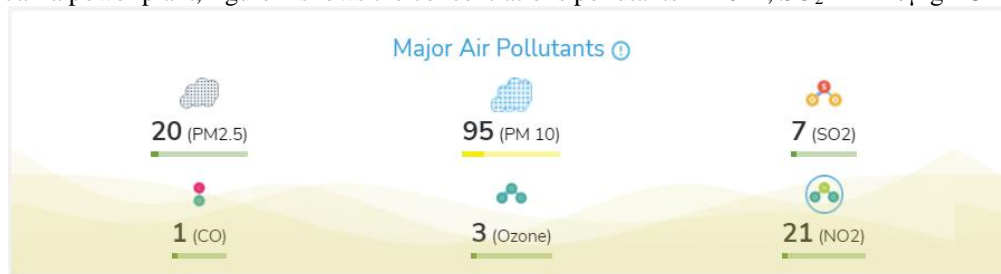 Major Air Pollutants
20 (PM2.5)
95 (PM 10)
7 (SO2)
1 (CO)
3 (Ozone)
21 (NO2)